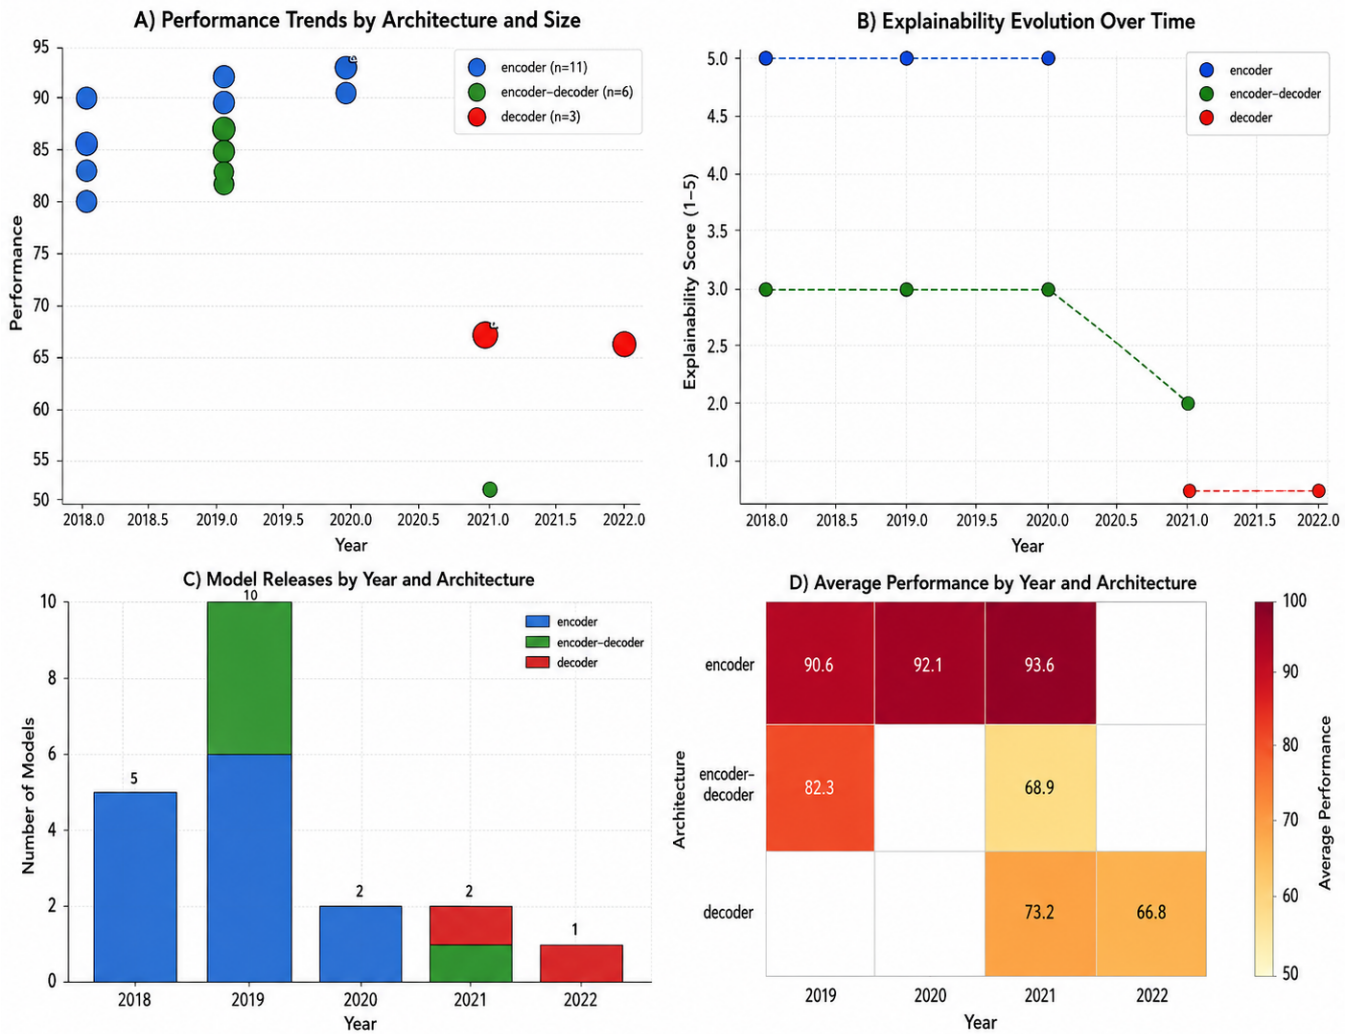 A) Performance Trends by Architecture and Size
95
90
85
80
75
70
65
60
55
50
Performance
encoder (n=11)
encoder–decoder (n=6)
decoder (n=3)
2018.0 2018.5 2019.0 2019.5 2020.0 2020.5 2021.0 2021.5 2022.0
Year
B) Explainability Evolution Over Time
5.0
4.5
4.0
3.5
3.0
2.5
2.0
1.0
Explainability Score (1–5)
encoder
encoder–decoder
decoder
2018.0 2018.5 2019.0 2019.5 2020.0 2020.5 2021.0 2021.5 2022.0
Year
C) Model Releases by Year and Architecture
10
8
6
4
2
0
Number of Models
5
10
2
2
1
encoder
encoder–decoder
decoder
2018 2019 2020 2021 2022
Year
D) Average Performance by Year and Architecture
Architecture
encoder
90.6 92.1 93.6
encoder–
decoder
82.3 68.9
decoder
73.2 66.8
2019 2020 2021 2022
Year
100
90
80
70
60
50
Average Performance